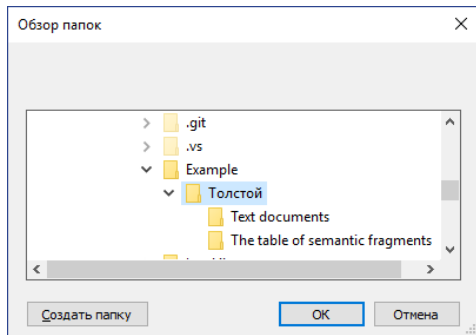 Обзор папок
.git
.vs
Example
Толстой
Text documents
The table of semantic fragments
Создать папку
OK
Отмена